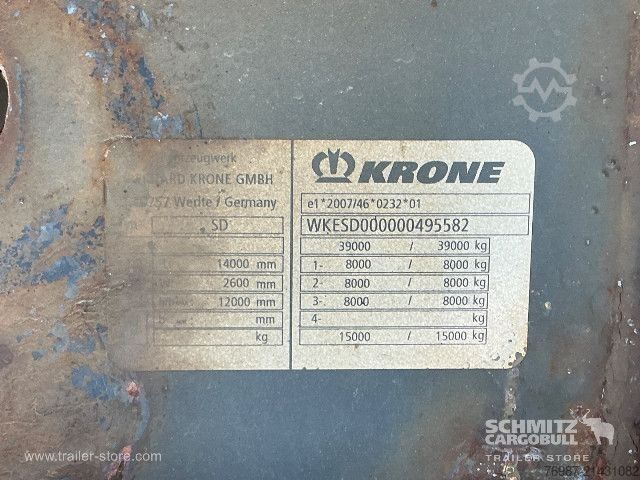 zeugwerk
ARD KRONE GMBH
Werlte / Germany
SD
14000 mm
2600 mm
12000 mm
mm
kg
KRONE
e1*2007/46*0232*01
WKESD000000495582
39000 / 39000 kg
1- 8000 / 8000 kg
2- 8000 / 8000 kg
3- 8000 / 8000 kg
4- kg
15000 / 15000 kg
www.trailer-store.com
SCHMITZ
CARGOBULL
TRAILER STORE
76987-21431082